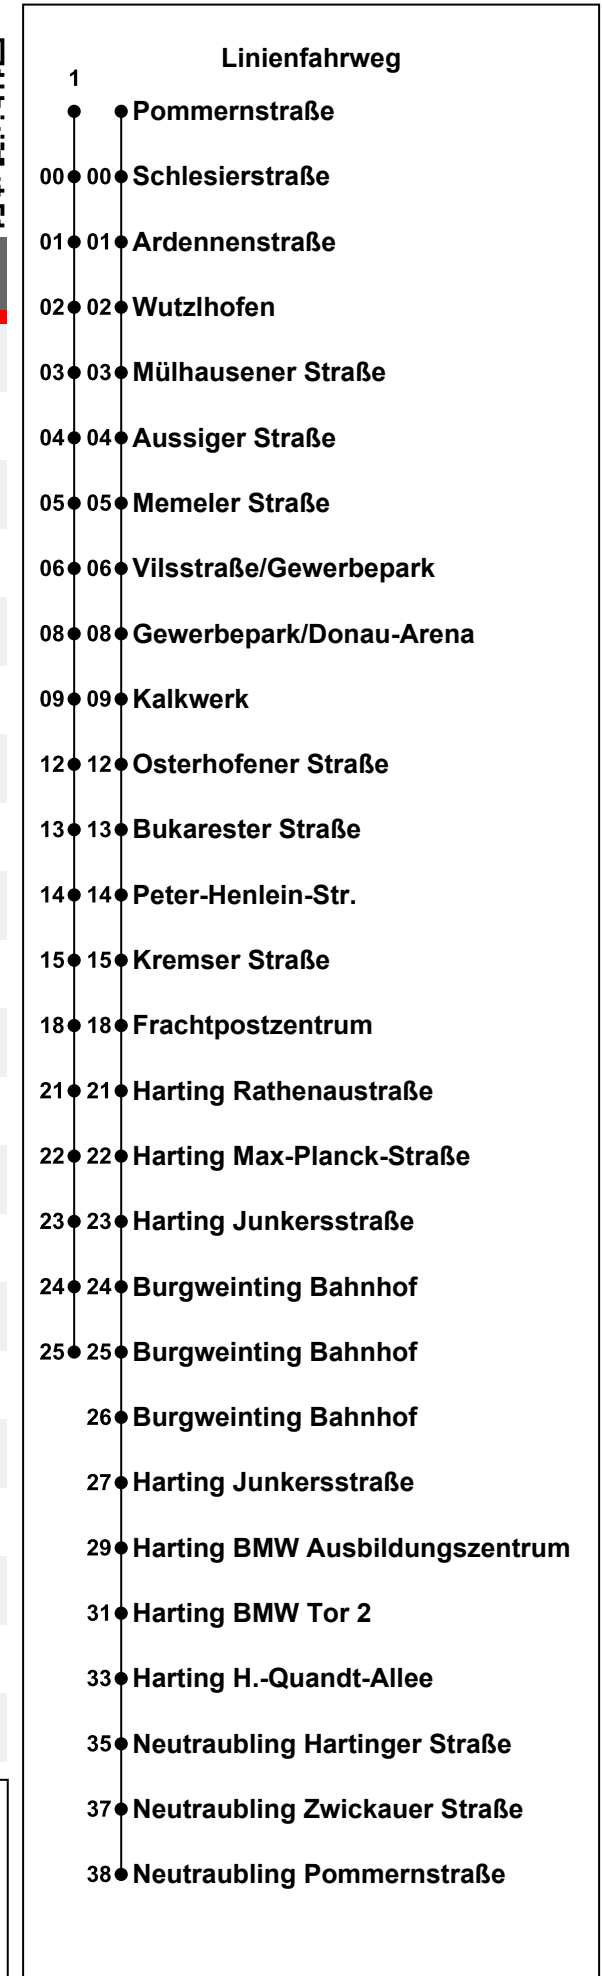 Linienfahrweg
1
Pommernstraße
00 00 Schlesierstraße
01 01 Ardennenstraße
02 02 Wutzlhofen
03 03 Mülhausener Straße
04 04 Aussiger Straße
05 05 Memeler Straße
06 06 Vilsstraße/Gewerbepark
08 08 Gewerbepark/Donau-Arena
09 09 Kalkwerk
12 12 Osterhofener Straße
13 13 Bukarester Straße
14 14 Peter-Henlein-Str.
15 15 Kremser Straße
18 18 Frachtpostzentrum
21 21 Harting Rathenaustraße
22 22 Harting Max-Planck-Straße
23 23 Harting Junkersstraße
24 24 Burgweinting Bahnhof
25 25 Burgweinting Bahnhof
26 Burgweinting Bahnhof
27 Harting Junkersstraße
29 Harting BMW Ausbildungszentrum
31 Harting BMW Tor 2
33 Harting H.-Quandt-Allee
35 Neutraubling Hartinger Straße
37 Neutraubling Zwickauer Straße
38 Neutraubling Pommernstraße